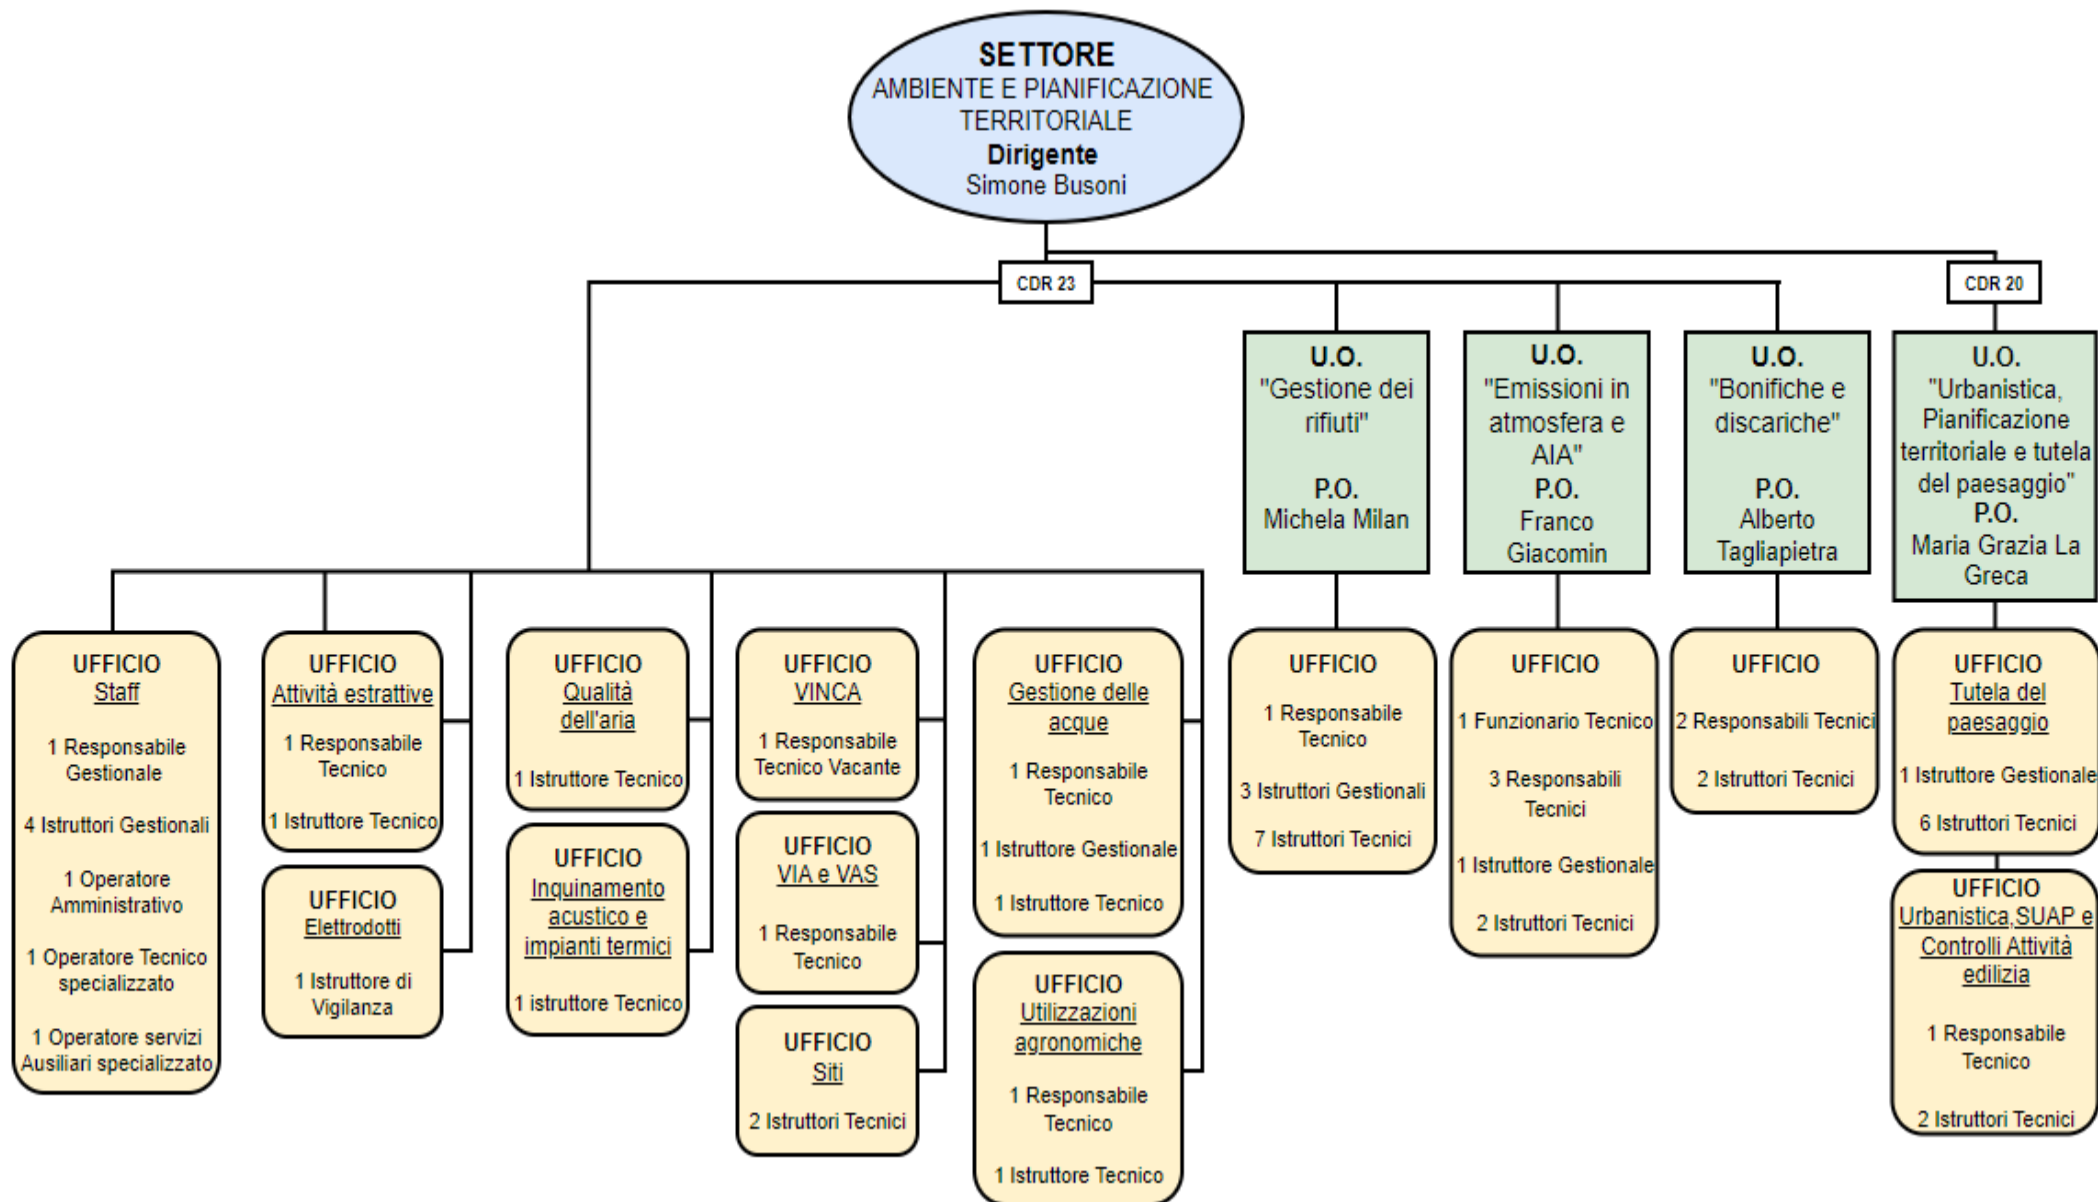 SETTORE
AMBIENTE E PIANIFICAZIONE
TERRITORIALE
Dirigente
Simone Busoni
CDR 23
CDR 20
U.O.
"Gestione dei
rifiuti"
P.O.
Michela Milan
U.O.
"Emissioni in
atmosfera e
AIA"
P.O.
Franco
Giacomin
U.O.
"Bonifiche e
discariche"
P.O.
Alberto
Tagliapietra
U.O.
"Urbanistica,
Pianificazione
territoriale e tutela
del paesaggio"
P.O.
Maria Grazia La
Greca
UFFICIO
Staff
1 Responsabile
Gestionale
4 Istruttori Gestionali
1 Operatore
Amministrativo
1 Operatore Tecnico
specializzato
1 Operatore servizi
Ausiliari specializzato
UFFICIO
Attività estrattive
1 Responsabile
Tecnico
1 Istruttore Tecnico
UFFICIO
Elettrodotti
1 Istruttore di
Vigilanza
UFFICIO
Qualità
dell'aria
1 Istruttore Tecnico
UFFICIO
Inquinamento
acustico e
impianti termici
1 istruttore Tecnico
UFFICIO
VINCA
1 Responsabile
Tecnico Vacante
UFFICIO
VIA e VAS
1 Responsabile
Tecnico
UFFICIO
Siti
2 Istruttori Tecnici
UFFICIO
Gestione delle
acque
1 Responsabile
Tecnico
1 Istruttore Gestionale
1 Istruttore Tecnico
UFFICIO
Utilizzazioni
agronomiche
1 Responsabile
Tecnico
1 Istruttore Tecnico
UFFICIO
1 Responsabile
Tecnico
3 Istruttori Gestionali
7 Istruttori Tecnici
UFFICIO
1 Funzionario Tecnico
3 Responsabili
Tecnici
1 Istruttore Gestionale
2 Istruttori Tecnici
UFFICIO
2 Responsabili Tecnici
2 Istruttori Tecnici
UFFICIO
Tutela del
paesaggio
1 Istruttore Gestionale
6 Istruttori Tecnici
UFFICIO
Urbanistica,SUAP e
Controlli Attività
edilizia
1 Responsabile
Tecnico
2 Istruttori Tecnici